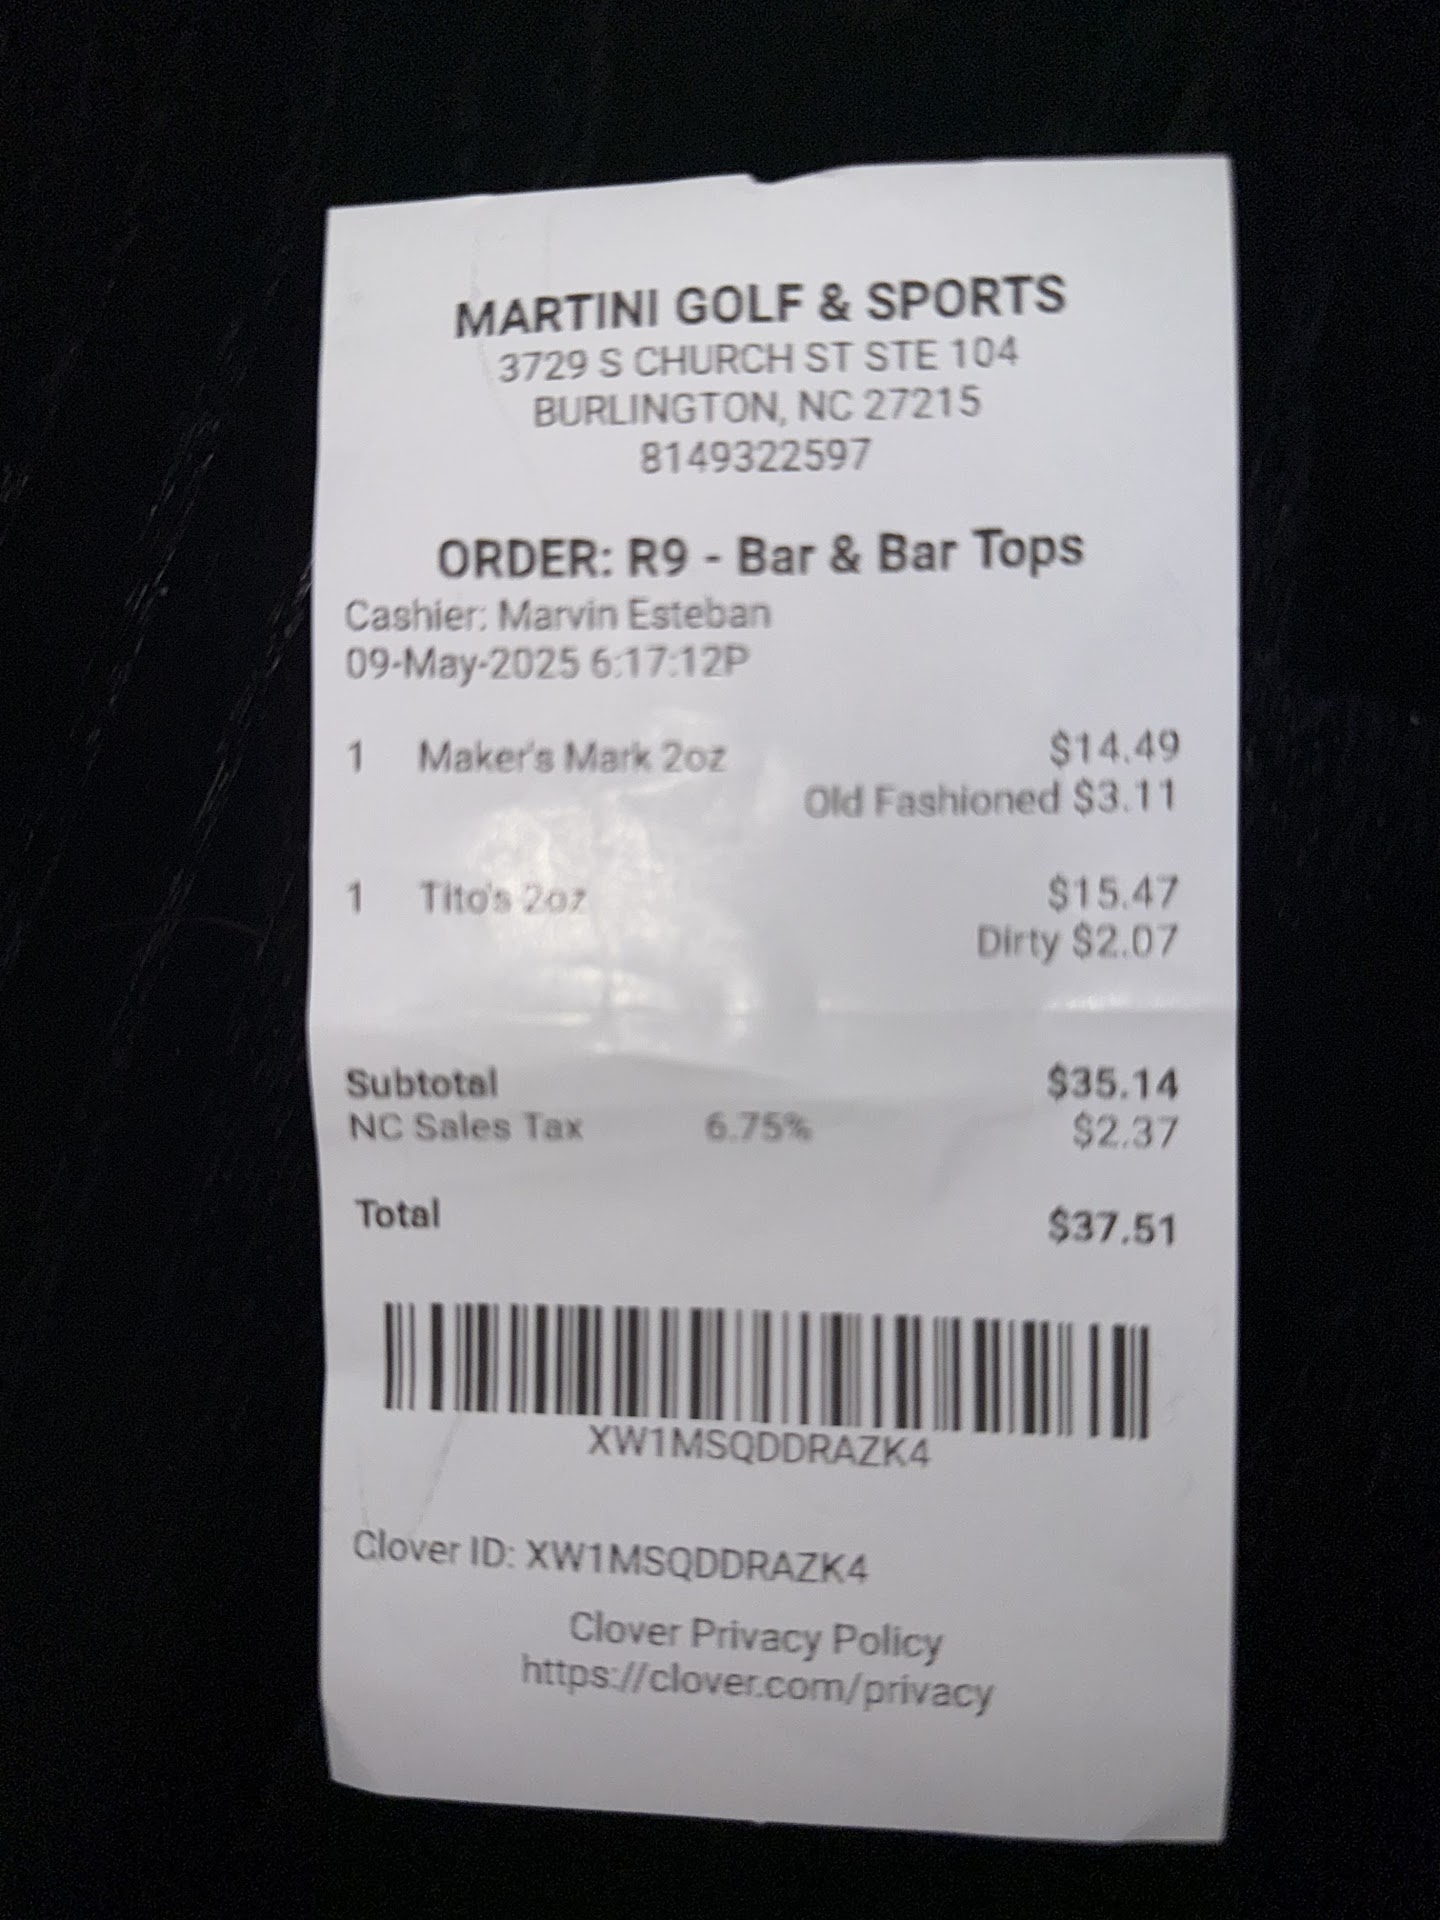 MARTINI GOLF & SPORTS
3729 S CHURCH ST STE 104
BURLINGTON, NC 27215
8149322597
ORDER: R9 - Bar & Bar Tops
Cashier: Marvin Esteban
09-May-2025 6:17:12P
1 Maker's Mark 2oz $14.49
Old Fashioned $3.11
1 Tito's 2oz $15.47
Dirty $2.07
Subtotal $35.14
NC Sales Tax 6.75% $2.37
Total $37.51
XW1MSQDDRAZK4
Clover ID: XW1MSQDDRAZK4
Clover Privacy Policy
https://clover.com/privacy